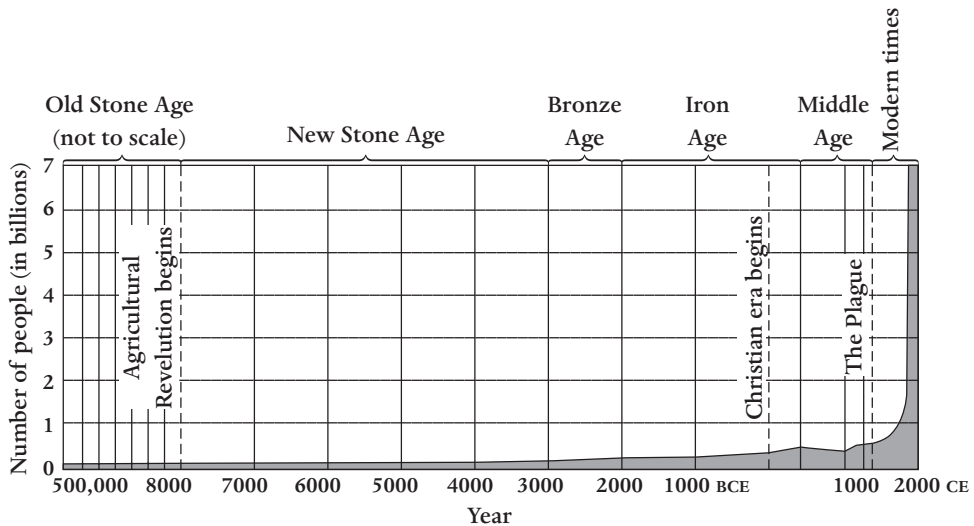 Old Stone Age
(not to scale)
New Stone Age
Bronze
Age
Iron
Age
Middle
Age
Modern times
Number of people (in billions)
7
6
5
4
3
2
1
0
Agricultural
Revelution begins
Christian era begins
The Plague
500,000 8000 7000 6000 5000 4000 3000 2000 1000 BCE 1000 2000 CE
Year